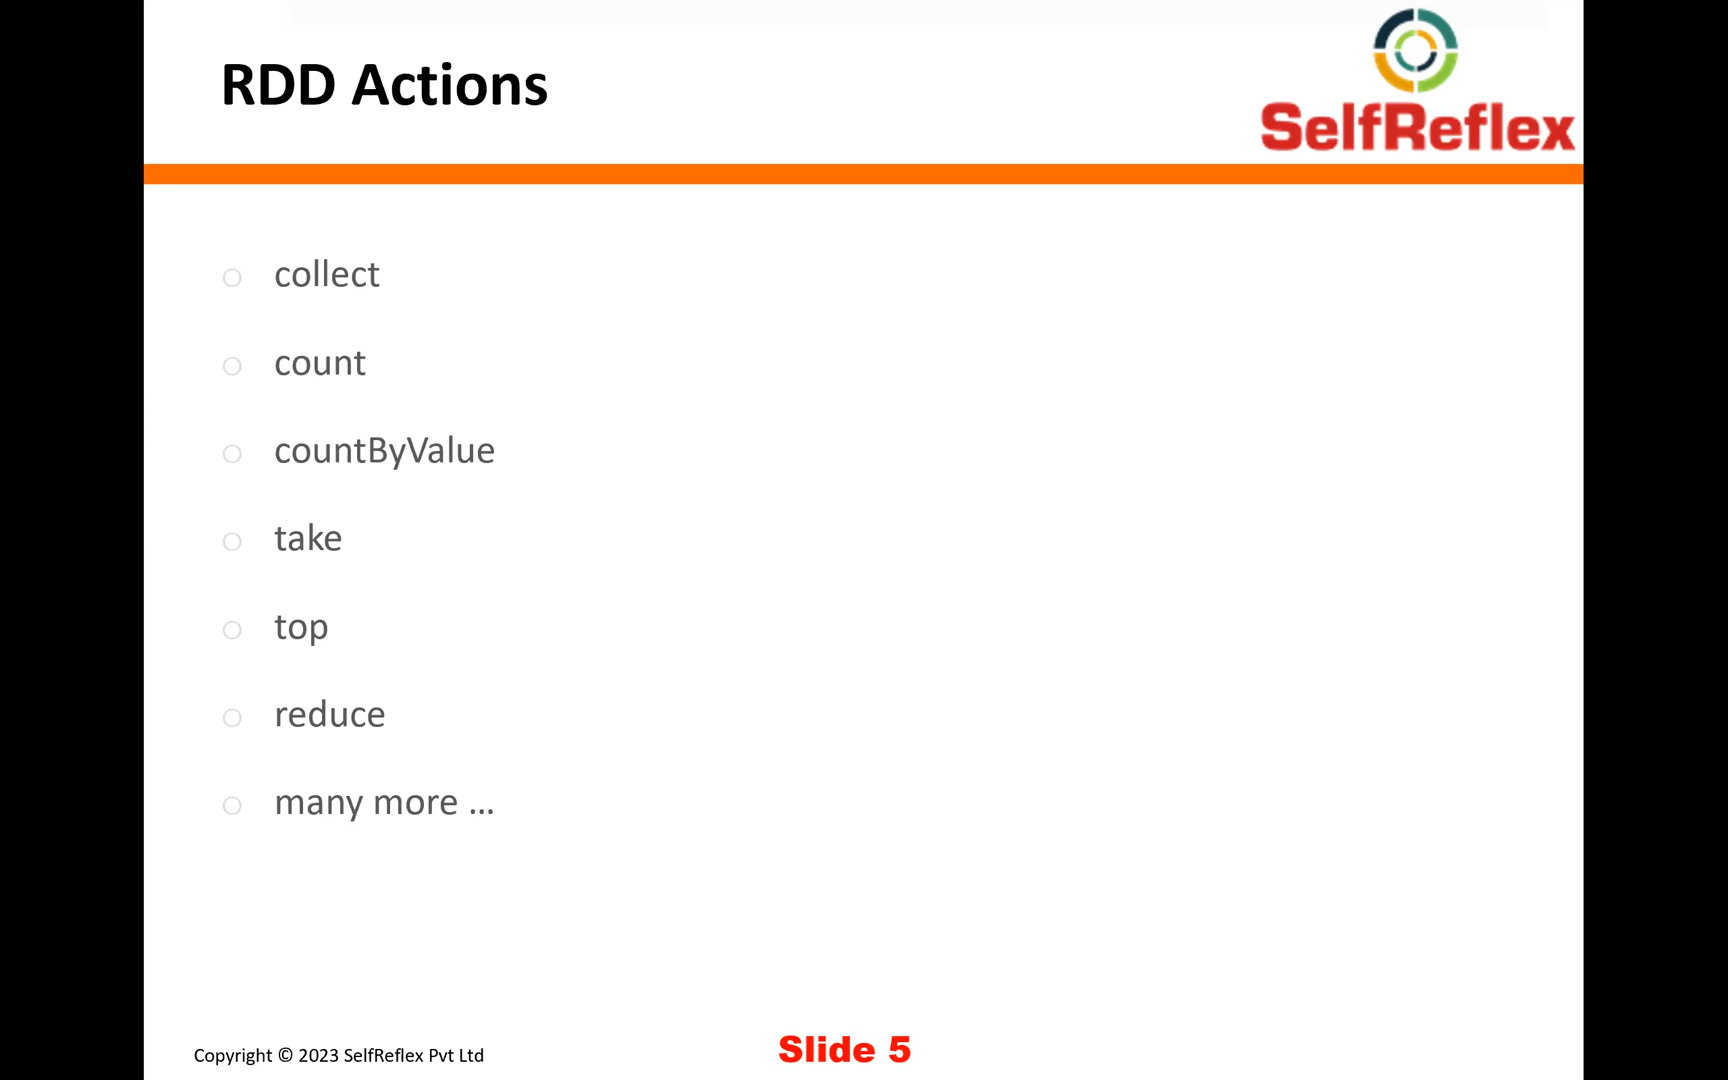 RDD Actions
SelfReflex
collect
count
countByValue
take
top
reduce
many more ...
Copyright © 2023 SelfReflex Pvt Ltd
Slide 5